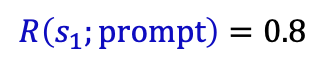 R(s₁; prompt) = 0.8